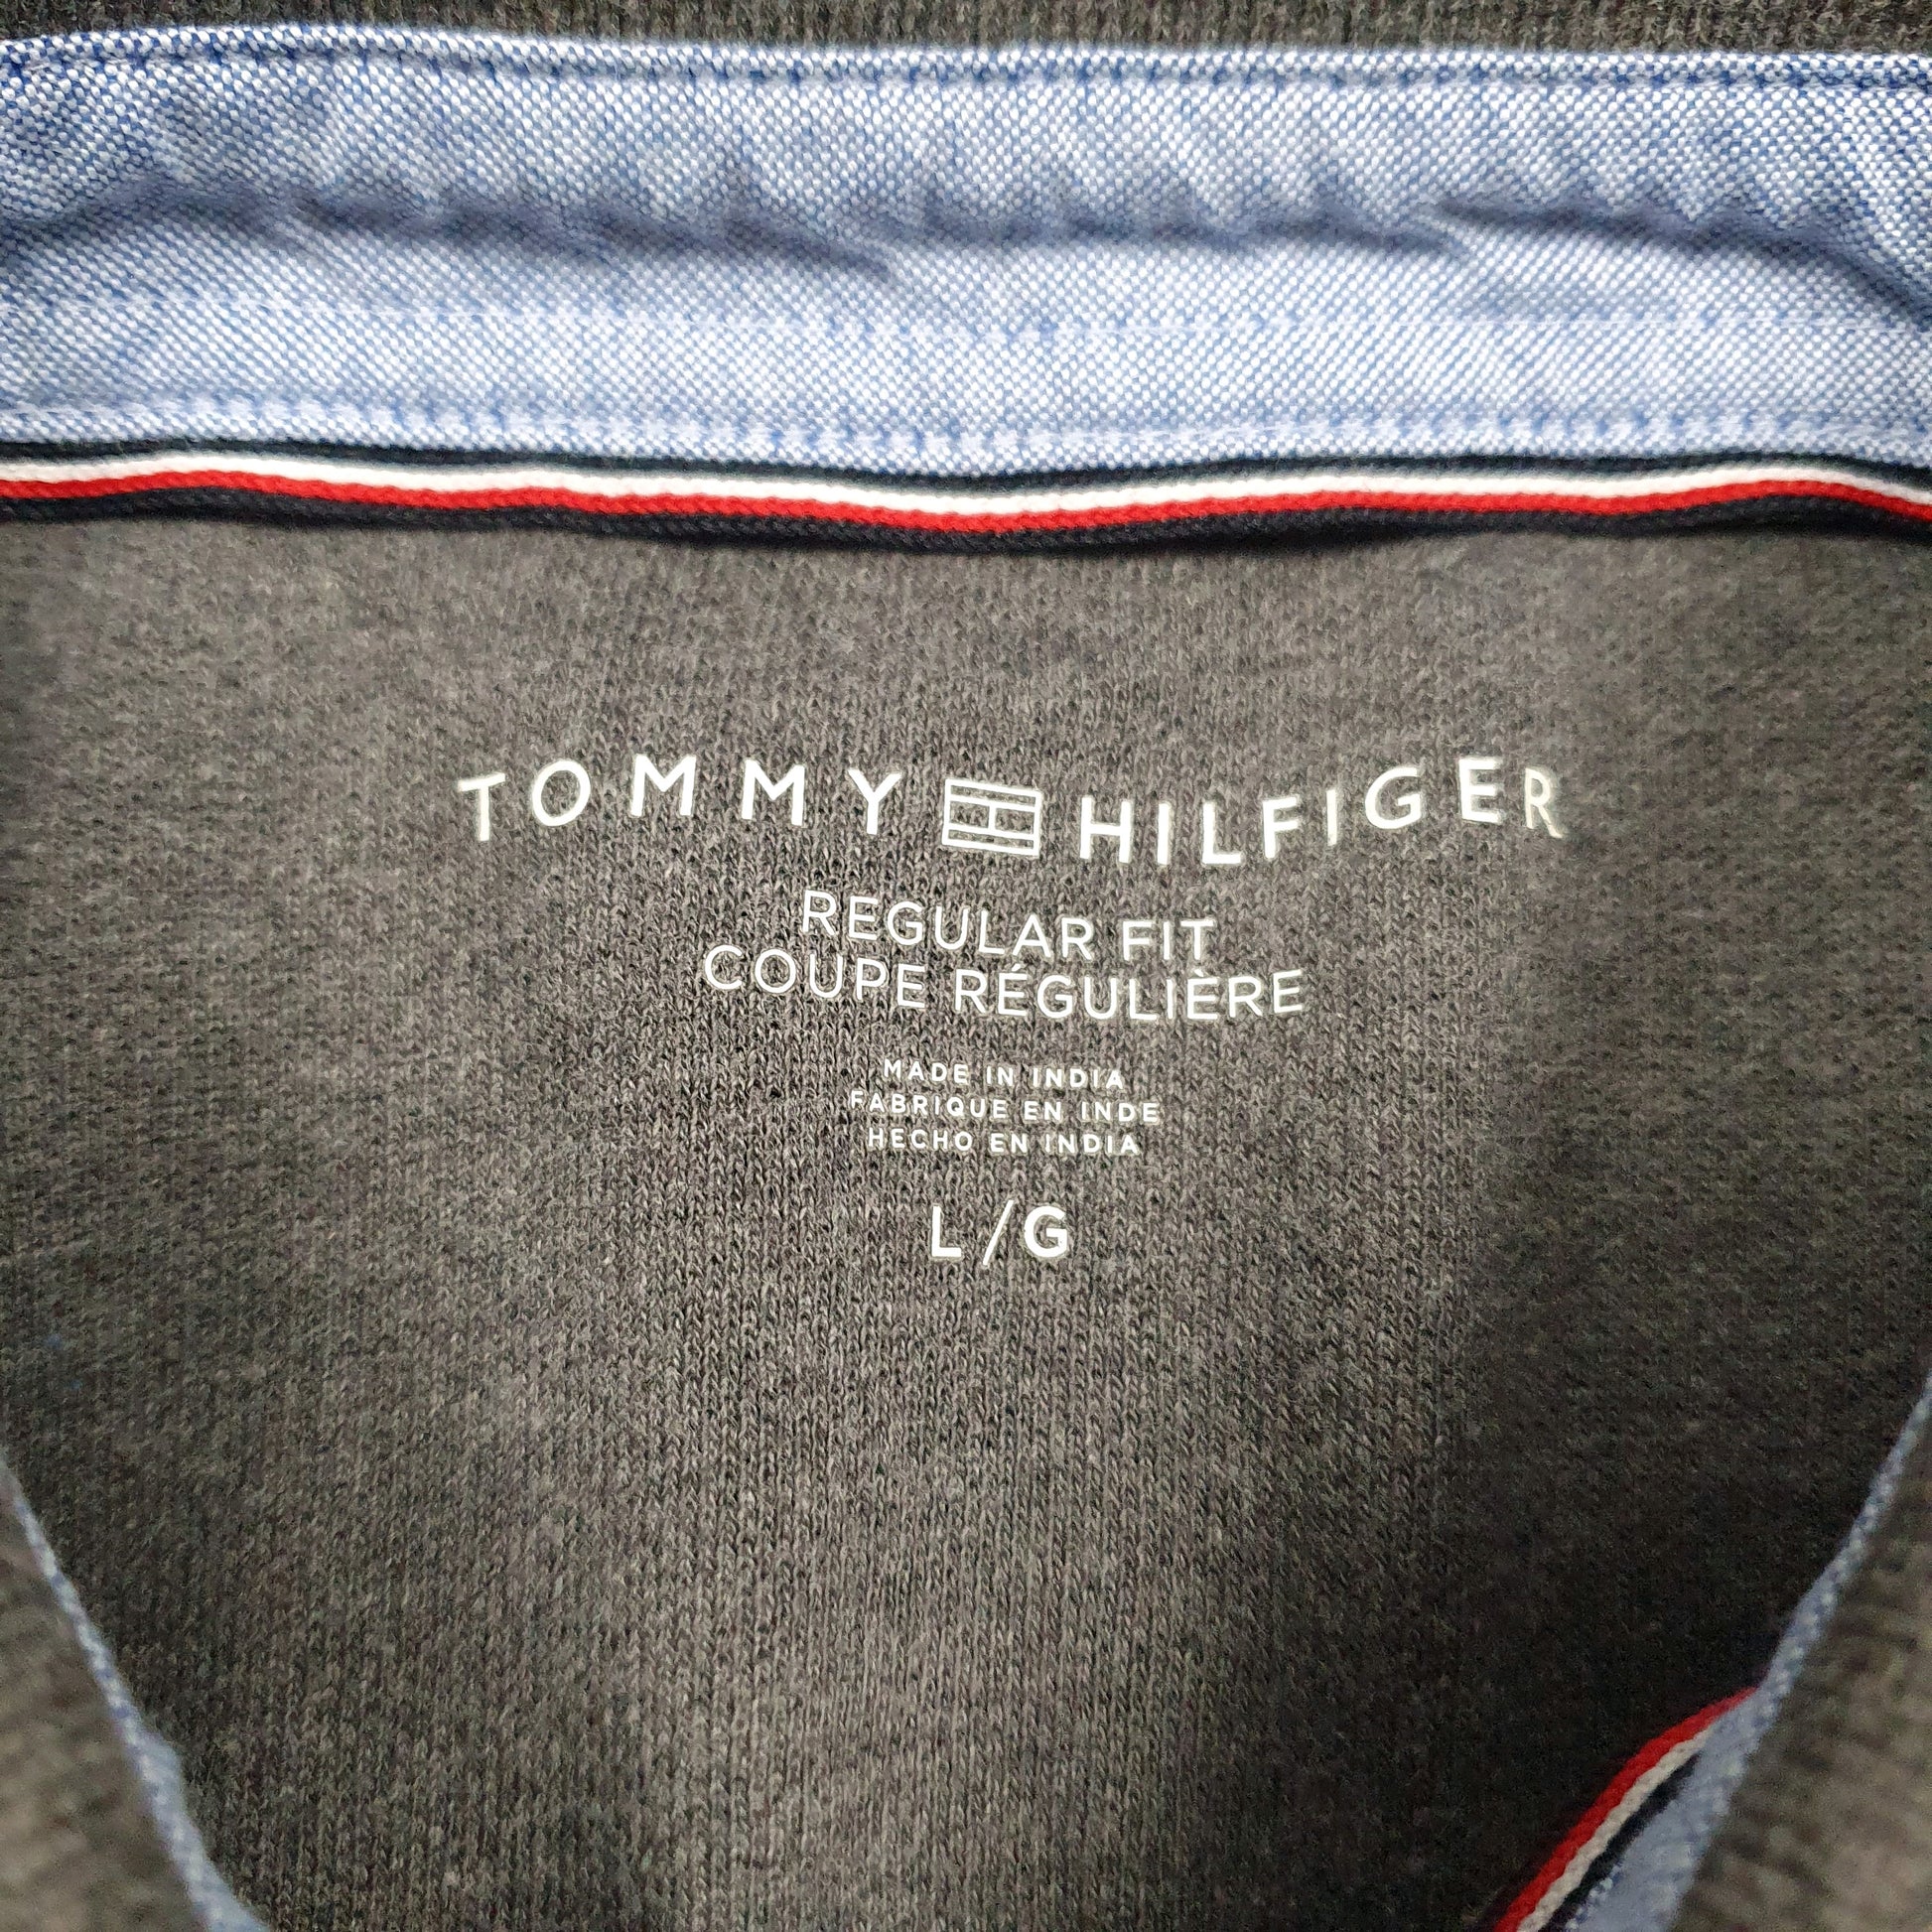 TOMMY HILFIGER
REGULAR FIT
COUPE RÉGULIÈRE
MADE IN INDIA
FABRIQUE EN INDE
HECHO EN INDIA
L/G